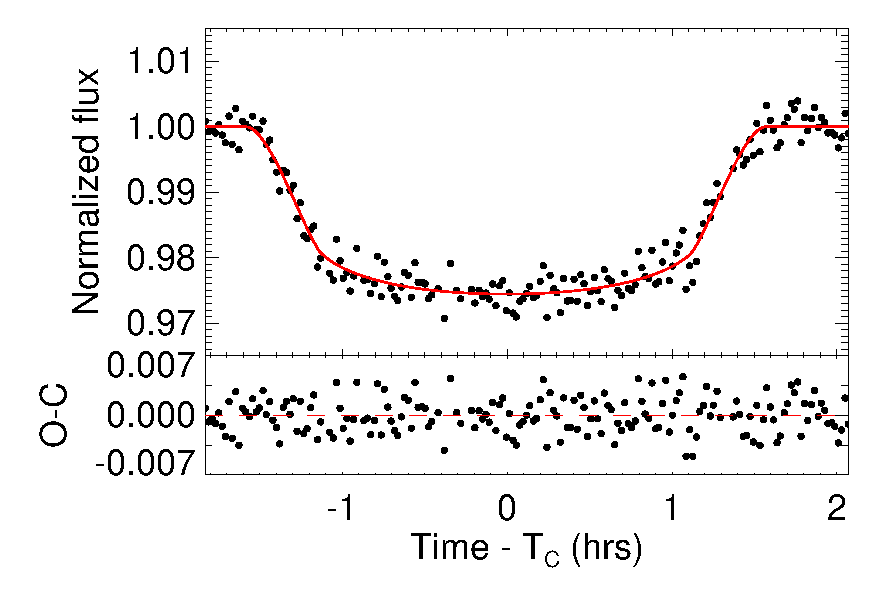 Normalized flux
1.01
1.00
0.99
0.98
0.97
O-C
0.007
0.000
-0.007
-1 0 1 2
Time - T_C (hrs)